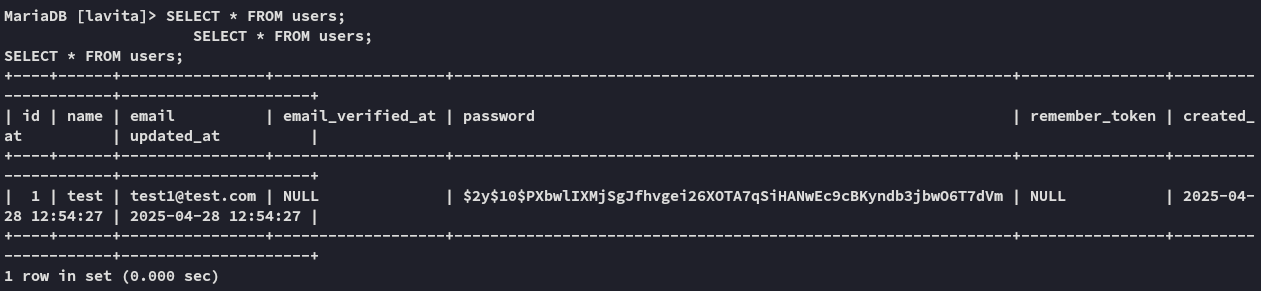 MariaDB [lavita]> SELECT * FROM users;
                     SELECT * FROM users;
SELECT * FROM users;
+----+------+----------------+-------------------+--------------------------------------------------------------+----------------+---------
------------+---------------------+
| id | name | email          | email_verified_at | password                                                     | remember_token | created_
at          | updated_at          |
+----+------+----------------+-------------------+--------------------------------------------------------------+----------------+---------
------------+---------------------+
|  1 | test | test1@test.com | NULL              | $2y$10$PXbwlIXMjSgJfhvgei26XOTA7qSiHANwEc9cBKyndb3jbwO6T7dVm | NULL           | 2025-04-
28 12:54:27 | 2025-04-28 12:54:27 |
+----+------+----------------+-------------------+--------------------------------------------------------------+----------------+---------
------------+---------------------+
1 row in set (0.000 sec)